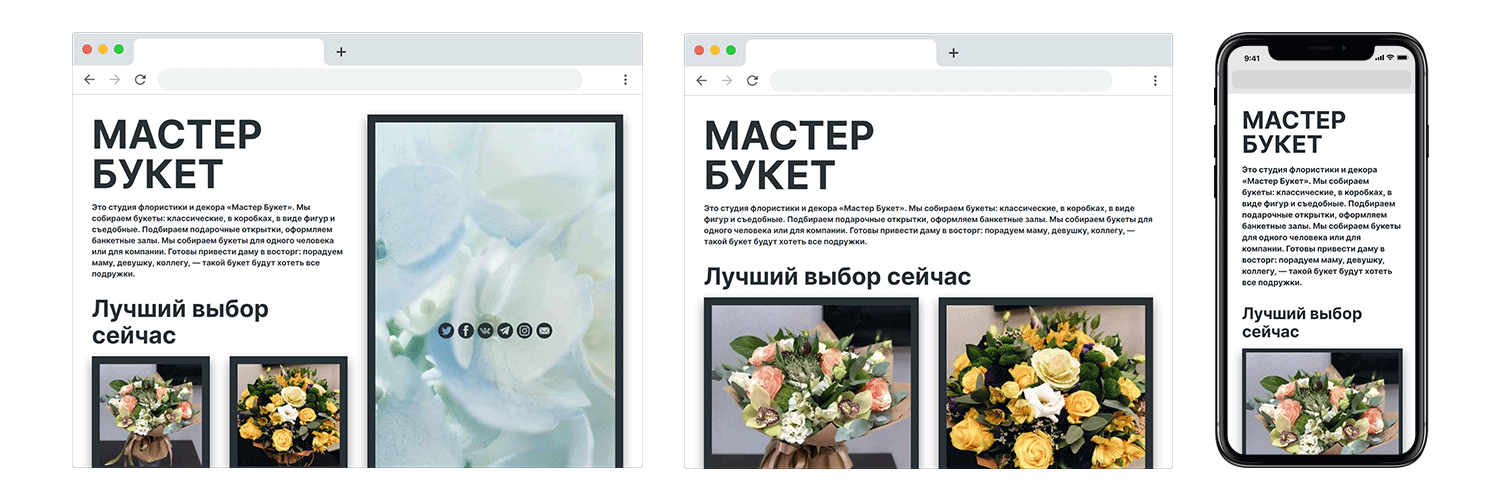 МАСТЕР
БУКЕТ
Это студия флористики и декора «Мастер Букет». Мы
собираем букеты: классические, в коробках, в виде фигур и
съедобные. Подбираем подарочные открытки, оформляем
банкетные залы. Мы собираем букеты для одного человека
или для компании. Готовы привести даму в восторг: порадуем
маму, девушку, коллегу, — такой букет будут хотеть все
подружки.
Лучший выбор
сейчас
МАСТЕР
БУКЕТ
Это студия флористики и декора «Мастер Букет». Мы собираем букеты: классические, в коробках, в виде
фигур и съедобные. Подбираем подарочные открытки, оформляем банкетные залы. Мы собираем букеты для
одного человека или для компании. Готовы привести даму в восторг: порадуем маму, девушку, коллегу, —
такой букет будут хотеть все подружки.
Лучший выбор сейчас
9:41
МАСТЕР
БУКЕТ
Это студия флористики и декора
«Мастер Букет». Мы собираем
букеты: классические, в коробках, в
виде фигур и съедобные. Подбираем
подарочные открытки, оформляем
банкетные залы. Мы собираем букеты
для одного человека или для
компании. Готовы привести даму в
восторг: порадуем маму, девушку,
коллегу, — такой букет будут хотеть
все подружки.
Лучший выбор
сейчас